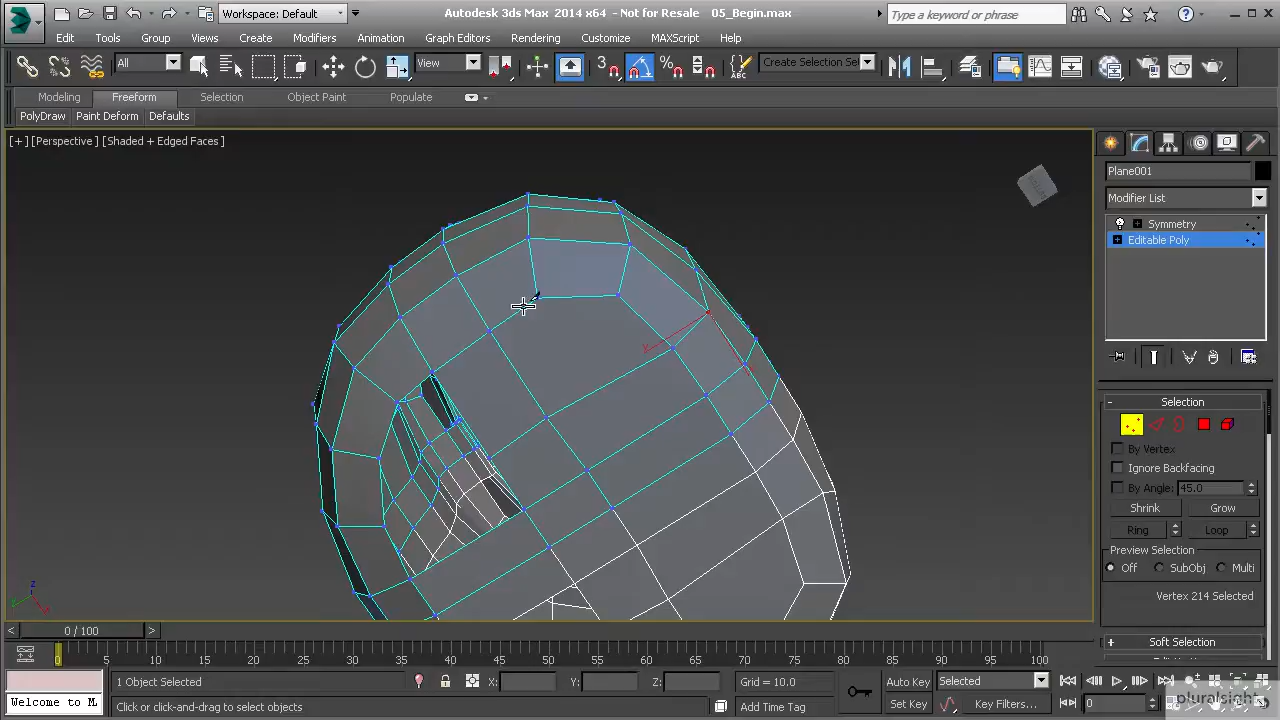 Workspace: Default
Autodesk 3ds Max 2014 x64 - Not for Resale 05_Begin.max
Type a keyword or phrase
Edit Tools Group Views Create Modifiers Animation Graph Editors Rendering Customize MAXScript Help
All View 3 Create Selection Se
Modeling Freeform Selection Object Paint Populate
PolyDraw Paint Deform Defaults
[+] [Perspective] [Shaded + Edged Faces]
Plane001
Modifier List
Symmetry
Editable Poly
Selection
By Vertex
Ignore Backfacing
By Angle: 45.0
Shrink Grow
Ring Loop
Preview Selection
Off SubObj Multi
Vertex 214 Selected
Soft Selection
0 / 100
0 5 10 15 20 25 30 35 40 45 50 55 60 65 70 75 80 85 90 95 100
1 Object Selected X: Y: Z: Grid = 10.0 Auto Key Selected
Welcome to M Click or click-and-drag to select objects Add Time Tag Set Key Key Filters... 0
pluralsight